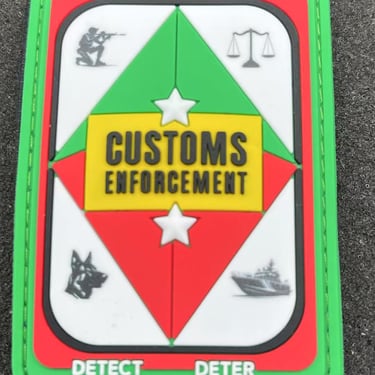 CUSTOMS
ENFORCEMENT
DETECT DETER